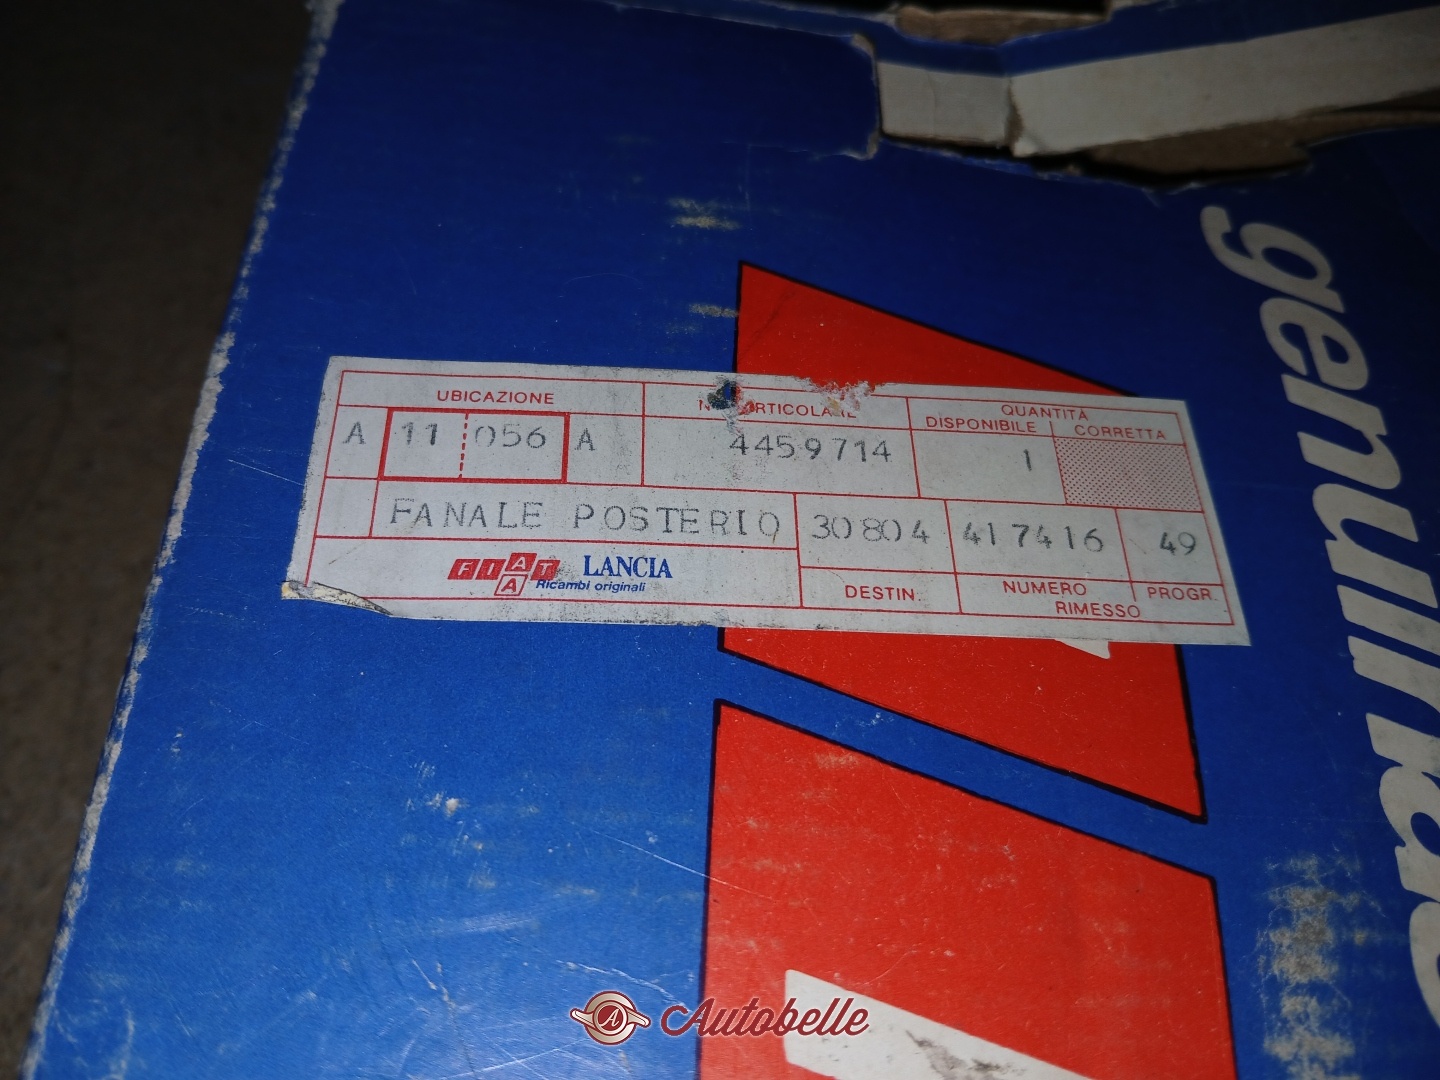 UBICAZIONE
QUANTITÀ
DISPONIBILE CORRETTA
A 11 056 A 4459714 1
FANALE POSTERIO 30804 417416 49
FIAT LANCIA
Ricambi originali
DESTIN. NUMERO RIMESSO PROGR.
genuine
Autobelle